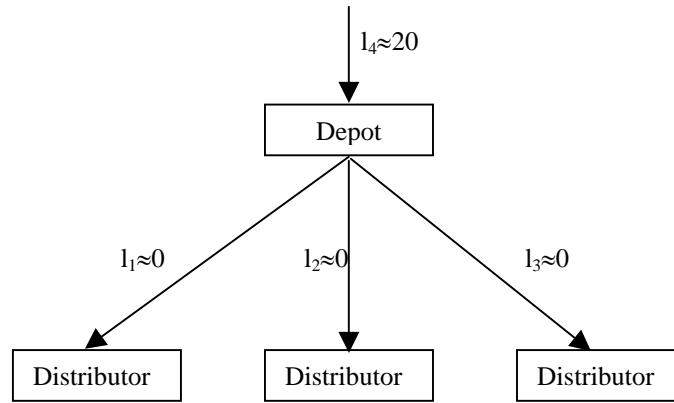 l₄≈20
Depot
l₁≈0
l₂≈0
l₃≈0
Distributor
Distributor
Distributor